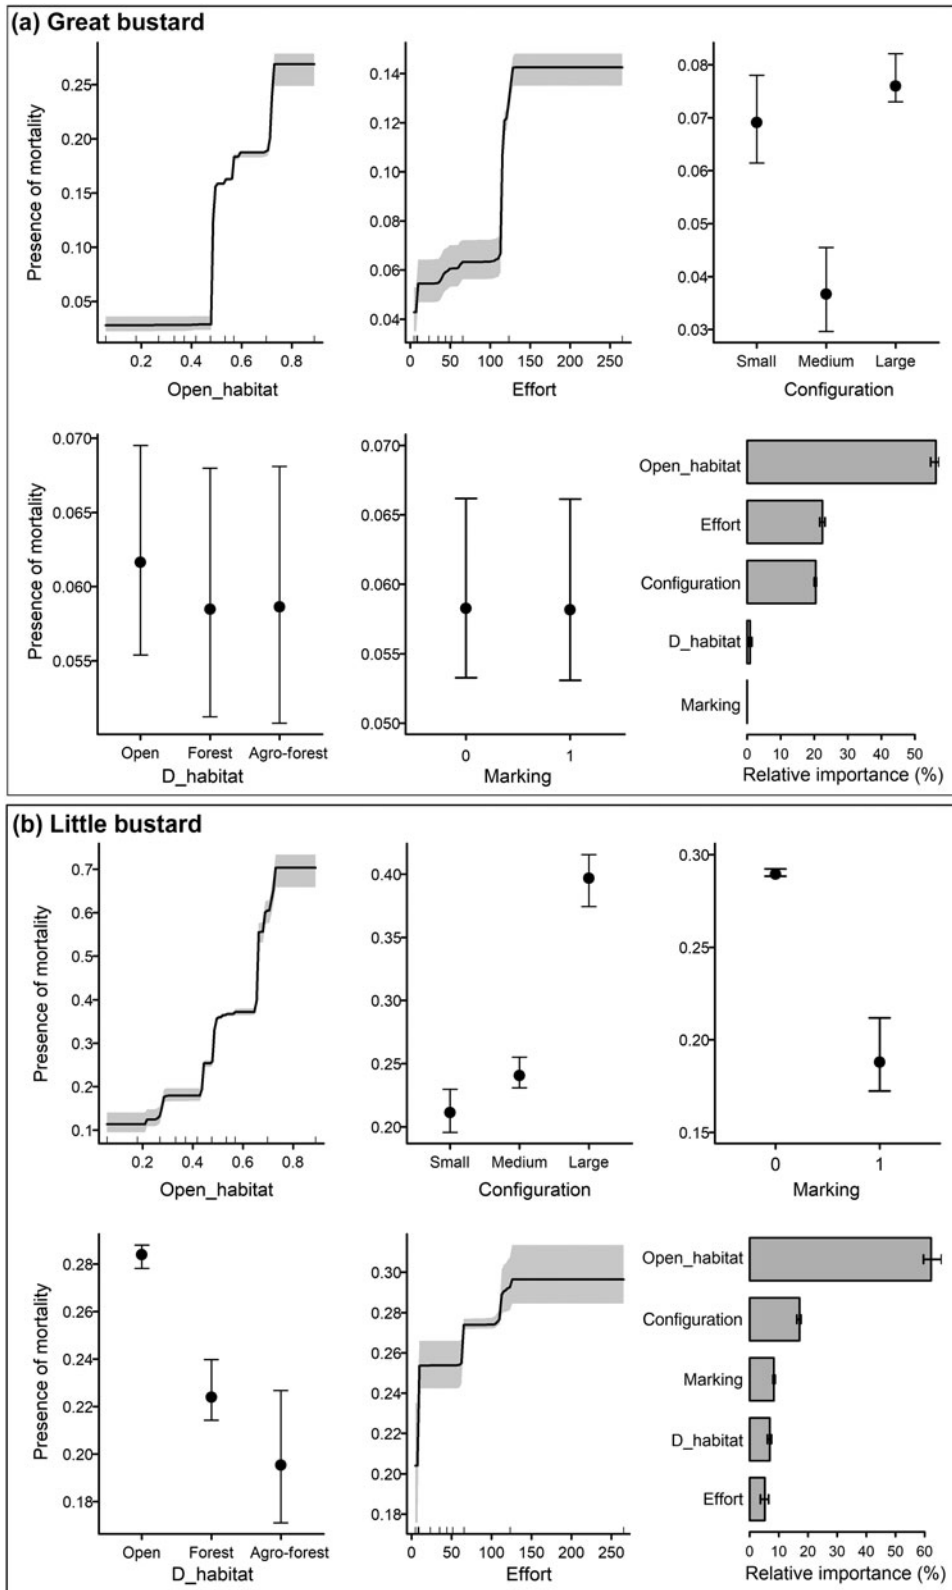 (a) Great bustard
Presence of mortality
0.25
0.20
0.15
0.10
0.05
0.2 0.4 0.6 0.8
Open_habitat
0.14
0.12
0.10
0.08
0.06
0.04
0 50 100 150 200 250
Effort
0.08
0.07
0.06
0.05
0.04
0.03
Small Medium Large
Configuration
Presence of mortality
0.070
0.065
0.060
0.055
Open Forest Agro-forest
D_habitat
0.070
0.065
0.060
0.055
0.050
0 1
Marking
Open_habitat
Effort
Configuration
D_habitat
Marking
0 10 20 30 40 50
Relative importance (%)
(b) Little bustard
Presence of mortality
0.7
0.6
0.5
0.4
0.3
0.2
0.1
0.2 0.4 0.6 0.8
Open_habitat
0.40
0.35
0.30
0.25
0.20
Small Medium Large
Configuration
0.30
0.25
0.20
0.15
0 1
Marking
Presence of mortality
0.28
0.26
0.24
0.22
0.20
0.18
Open Forest Agro-forest
D_habitat
0.30
0.28
0.26
0.24
0.22
0.20
0.18
0 50 100 150 200 250
Effort
Open_habitat
Configuration
Marking
D_habitat
Effort
0 10 20 30 40 50 60
Relative importance (%)